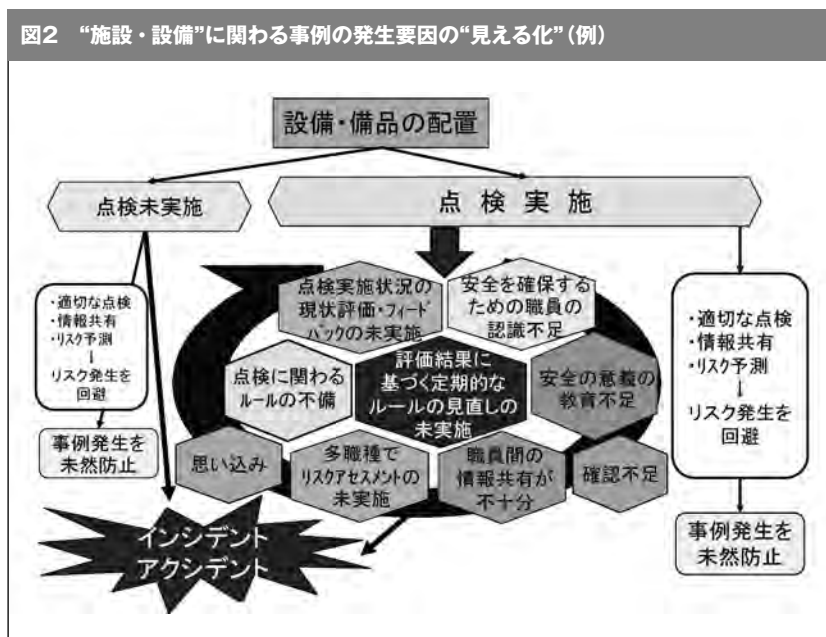 図2 “施設・設備”に関わる事例の発生要因の“見える化”（例）
設備・備品の配置
点検未実施
点検実施
・適切な点検
・情報共有
・リスク予測
↓
リスク発生を
回避
事例発生を
未然防止
点検実施状況の
現状評価・フィード
バックの未実施
安全を確保する
ための職員の
認識不足
点検に関わる
ルールの不備
評価結果に
基づく定期的な
ルールの見直しの
未実施
安全の意義の
教育不足
思い込み
多職種で
リスクアセスメントの
未実施
職員間の
情報共有が
不十分
確認不足
インシデント
アクシデント
・適切な点検
・情報共有
・リスク予測
↓
リスク発生を
回避
事例発生を
未然防止